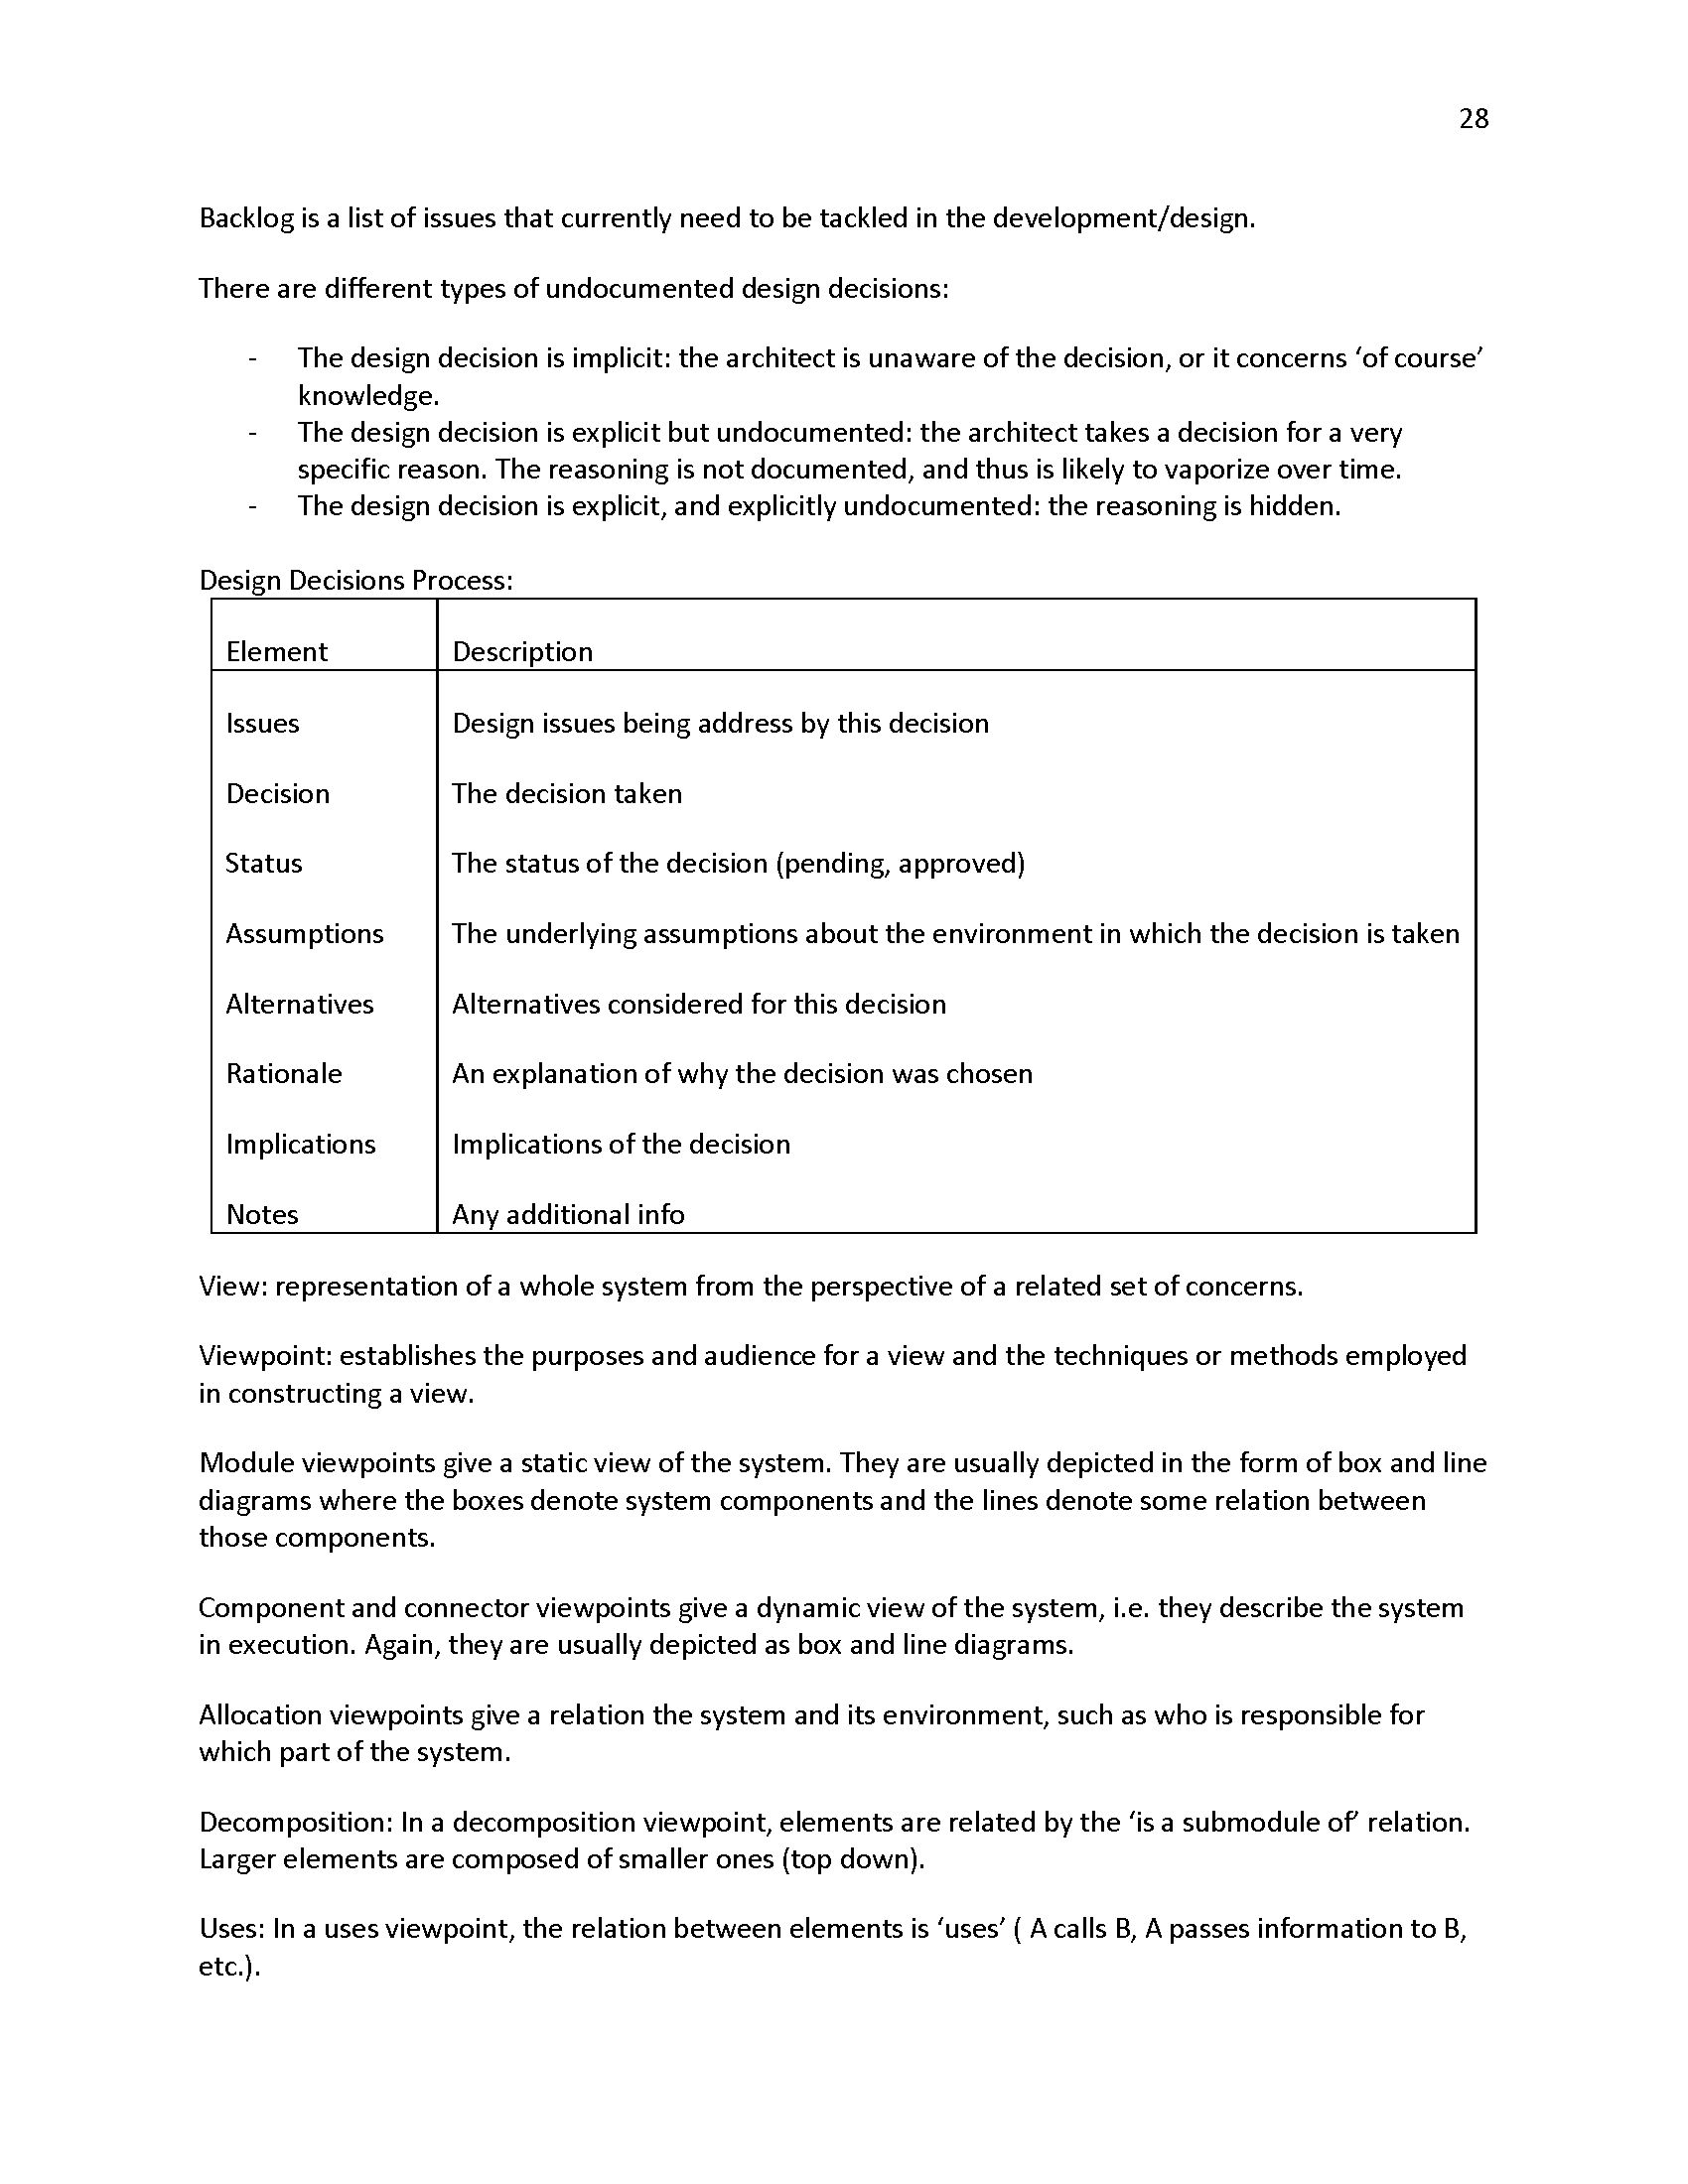 28
Backlog is a list of issues that currently need to be tackled in the development/design.
There are different types of undocumented design decisions:
- The design decision is implicit: the architect is unaware of the decision, or it concerns ‘of course’
knowledge.
- The design decision is explicit but undocumented: the architect takes a decision for a very
specific reason. The reasoning is not documented, and thus is likely to vaporize over time.
- The design decision is explicit, and explicitly undocumented: the reasoning is hidden.
Design Decisions Process:
Element Description
Issues Design issues being address by this decision
Decision The decision taken
Status The status of the decision (pending, approved)
Assumptions The underlying assumptions about the environment in which the decision is taken
Alternatives Alternatives considered for this decision
Rationale An explanation of why the decision was chosen
Implications Implications of the decision
Notes Any additional info
View: representation of a whole system from the perspective of a related set of concerns.
Viewpoint: establishes the purposes and audience for a view and the techniques or methods employed
in constructing a view.
Module viewpoints give a static view of the system. They are usually depicted in the form of box and line
diagrams where the boxes denote system components and the lines denote some relation between
those components.
Component and connector viewpoints give a dynamic view of the system, i.e. they describe the system
in execution. Again, they are usually depicted as box and line diagrams.
Allocation viewpoints give a relation the system and its environment, such as who is responsible for
which part of the system.
Decomposition: In a decomposition viewpoint, elements are related by the ‘is a submodule of’ relation.
Larger elements are composed of smaller ones (top down).
Uses: In a uses viewpoint, the relation between elements is ‘uses’ ( A calls B, A passes information to B,
etc.).